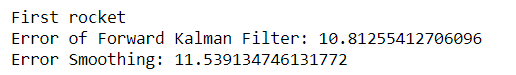 First rocket
Error of Forward Kalman Filter: 10.81255412706096
Error Smoothing: 11.539134746131772